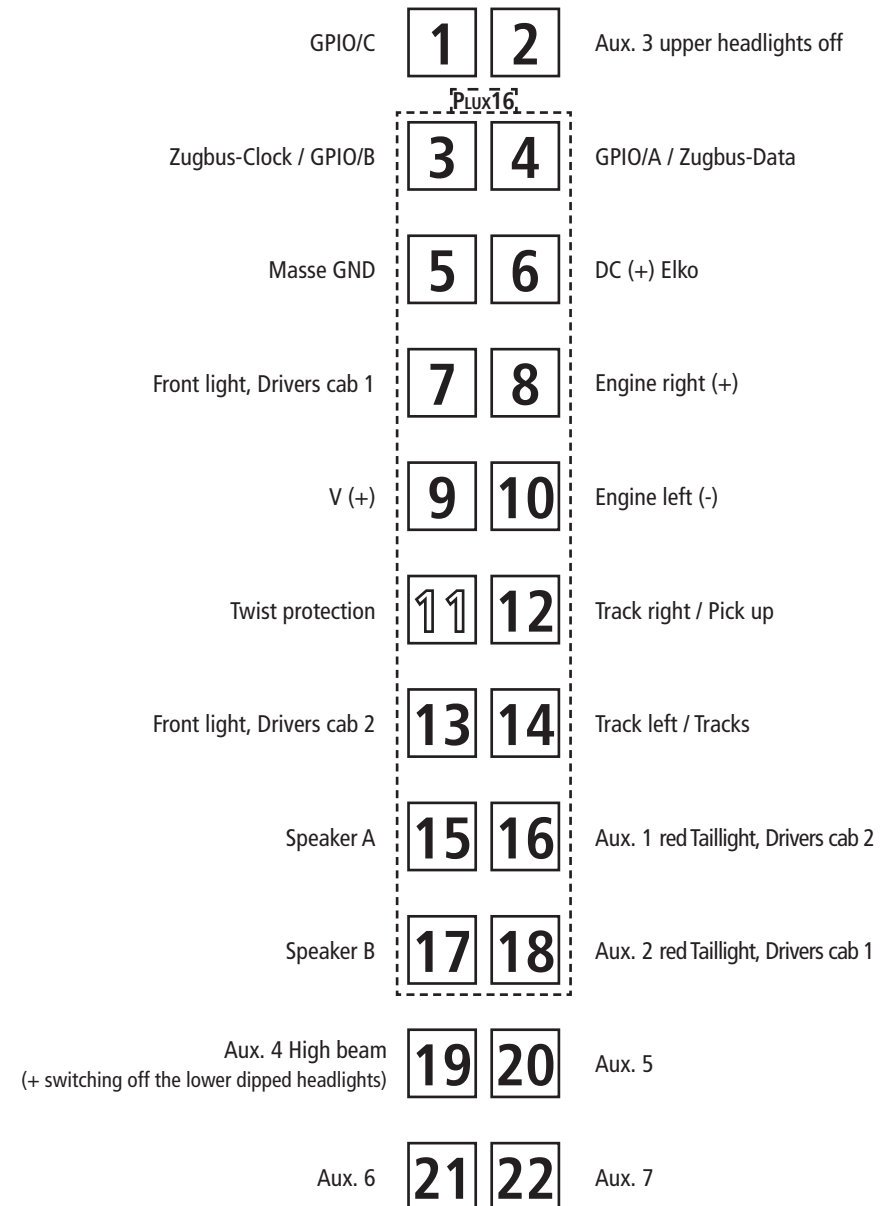 GPIO/C 1 2 Aux. 3 upper headlights off
PLUX16
Zugbus-Clock / GPIO/B 3 4 GPIO/A / Zugbus-Data
Masse GND 5 6 DC (+) Elko
Front light, Drivers cab 1 7 8 Engine right (+)
V (+) 9 10 Engine left (-)
Twist protection 11 12 Track right / Pick up
Front light, Drivers cab 2 13 14 Track left / Tracks
Speaker A 15 16 Aux. 1 red Taillight, Drivers cab 2
Speaker B 17 18 Aux. 2 red Taillight, Drivers cab 1
Aux. 4 High beam
(+ switching off the lower dipped headlights) 19 20 Aux. 5
Aux. 6 21 22 Aux. 7